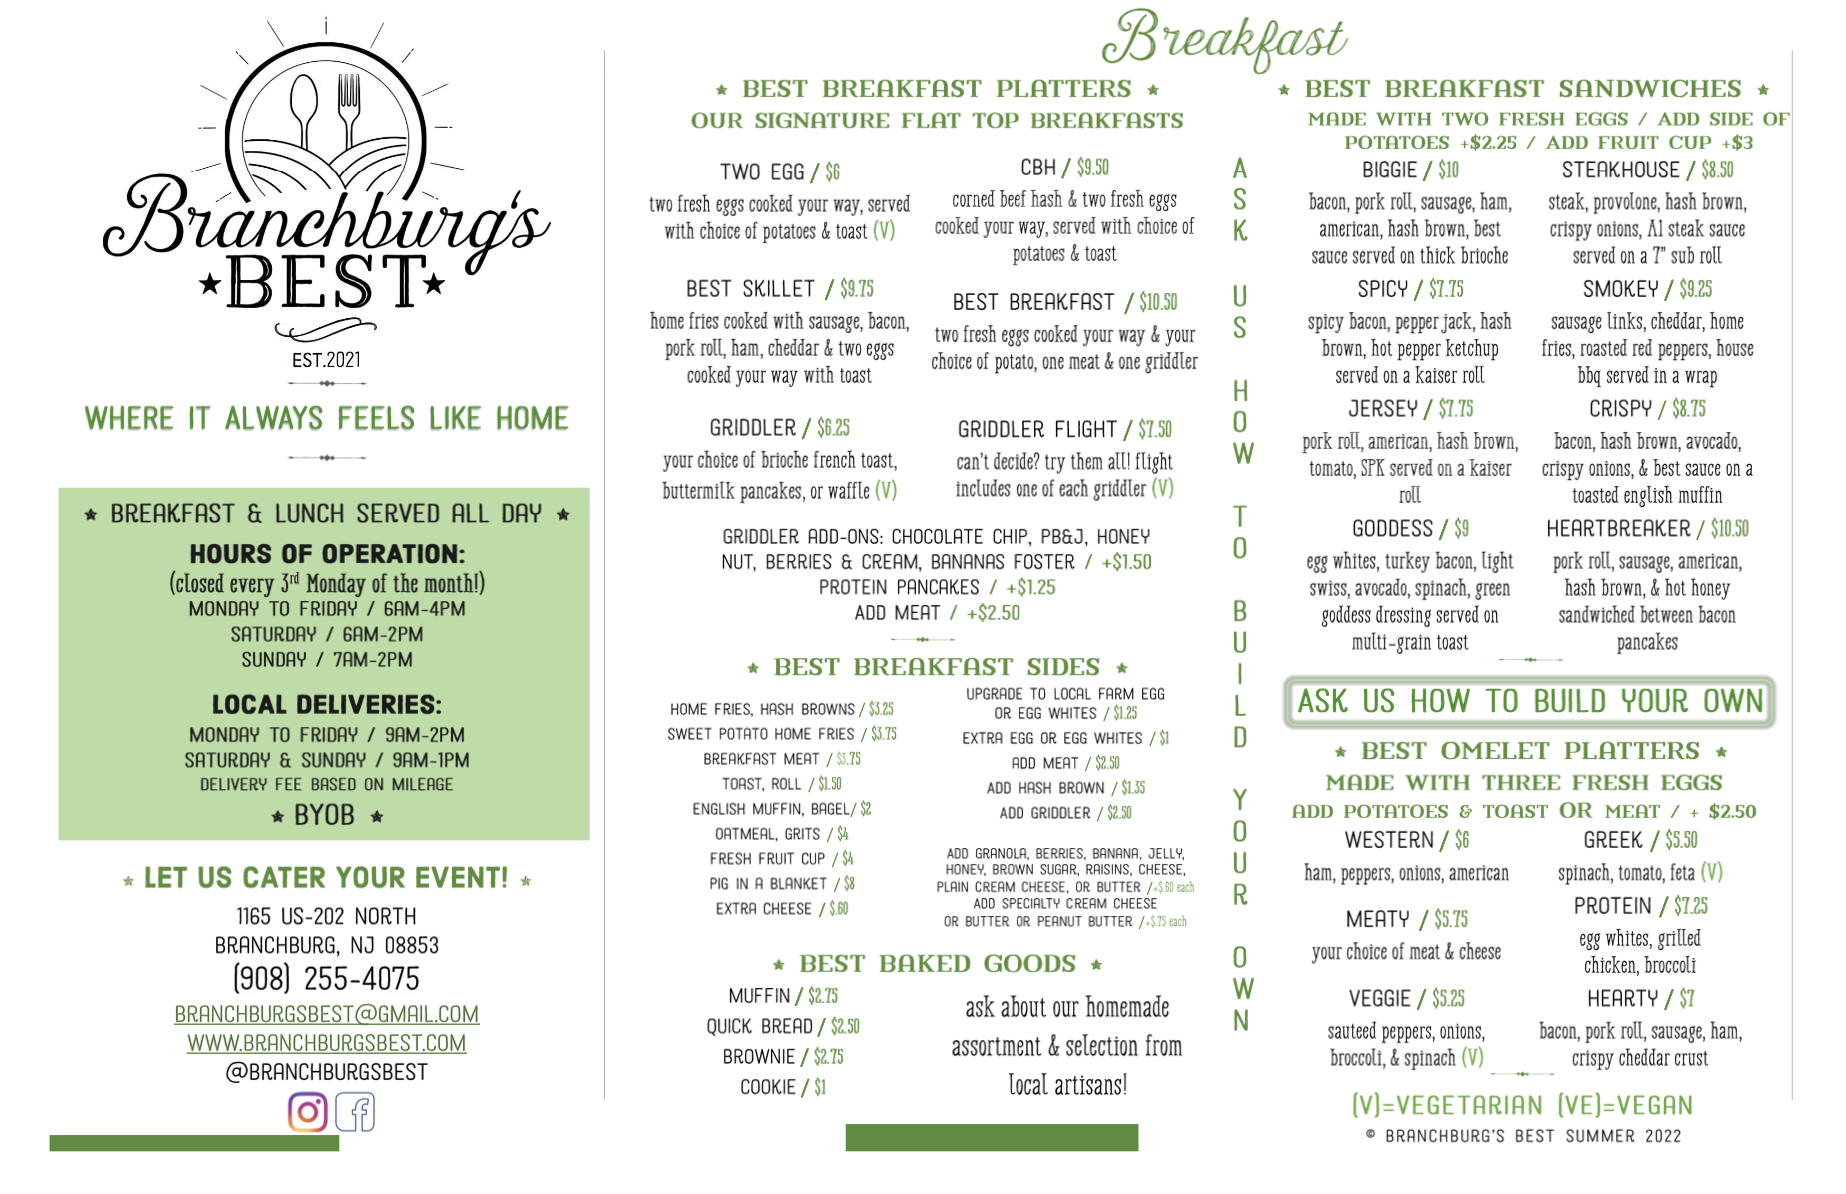 Branchburg's
BEST
EST.2021
WHERE IT ALWAYS FEELS LIKE HOME
BREAKFAST & LUNCH SERVED ALL DAY
HOURS OF OPERATION:
(closed every 3rd Monday of the month!)
MONDAY TO FRIDAY / 6AM-4PM
SATURDAY / 6AM-2PM
SUNDAY / 7AM-2PM
LOCAL DELIVERIES:
MONDAY TO FRIDAY / 9AM-2PM
SATURDAY & SUNDAY / 9AM-1PM
DELIVERY FEE BASED ON MILEAGE
BYOB
LET US CATER YOUR EVENT!
1165 US-202 NORTH
BRANCHBURG, NJ 08853
(908) 255-4075
BRANCHBURGSBEST@GMAIL.COM
WWW.BRANCHBURGSBEST.COM
@BRANCHBURGSBEST
Breakfast
BEST BREAKFAST PLATTERS
OUR SIGNATURE FLAT TOP BREAKFASTS
TWO EGG / $6
two fresh eggs cooked your way, served
with choice of potatoes & toast (V)
CBH / $9.50
corned beef hash & two fresh eggs
cooked your way, served with choice of
potatoes & toast
BEST SKILLET / $9.75
home fries cooked with sausage, bacon,
pork roll, ham, cheddar & two eggs
cooked your way with toast
BEST BREAKFAST / $10.50
two fresh eggs cooked your way & your
choice of potato, one meat & one griddler
GRIDDLER / $6.25
your choice of brioche french toast,
buttermilk pancakes, or waffle (V)
GRIDDLER FLIGHT / $7.50
can't decide? try them all! flight
includes one of each griddler (V)
GRIDDLER ADD-ONS: CHOCOLATE CHIP, PB&J, HONEY
NUT, BERRIES & CREAM, BANANAS FOSTER / +$1.50
PROTEIN PANCAKES / +$1.25
ADD MEAT / +$2.50
BEST BREAKFAST SIDES
HOME FRIES, HASH BROWNS / $3.25
SWEET POTATO HOME FRIES / $3.75
BREAKFAST MEAT / $3.75
TOAST, ROLL / $1.50
ENGLISH MUFFIN, BAGEL/ $2
OATMEAL, GRITS / $4
FRESH FRUIT CUP / $4
PIG IN A BLANKET / $8
EXTRA CHEESE / $.60
UPGRADE TO LOCAL FARM EGG
OR EGG WHITES / $1.25
EXTRA EGG OR EGG WHITES / $1
ADD MEAT / $2.50
ADD HASH BROWN / $1.35
ADD GRIDDLER / $2.50
ADD GRANOLA, BERRIES, BANANA, JELLY,
HONEY, BROWN SUGAR, RAISINS, CHEESE,
PLAIN CREAM CHEESE, OR BUTTER /+$.60 each
ADD SPECIALTY CREAM CHEESE
OR BUTTER OR PEANUT BUTTER /+$.75 each
BEST BAKED GOODS
MUFFIN / $2.75
QUICK BREAD / $2.50
BROWNIE / $2.75
COOKIE / $1
ask about our homemade
assortment & selection from
local artisans!
ASK US HOW TO BUILD YOUR OWN
BEST BREAKFAST SANDWICHES
MADE WITH TWO FRESH EGGS / ADD SIDE OF
POTATOES +$2.25 / ADD FRUIT CUP +$3
BIGGIE / $10
bacon, pork roll, sausage, ham,
american, hash brown, best
sauce served on thick brioche
STEAKHOUSE / $8.50
steak, provolone, hash brown,
crispy onions, A1 steak sauce
served on a 7" sub roll
SPICY / $7.75
spicy bacon, pepper jack, hash
brown, hot pepper ketchup
served on a kaiser roll
SMOKEY / $9.25
sausage links, cheddar, home
fries, roasted red peppers, house
bbq served in a wrap
JERSEY / $7.75
pork roll, american, hash brown,
tomato, SPK served on a kaiser
roll
CRISPY / $8.75
bacon, hash brown, avocado,
crispy onions, & best sauce on a
toasted english muffin
GODDESS / $9
egg whites, turkey bacon, light
swiss, avocado, spinach, green
goddess dressing served on
multi-grain toast
HEARTBREAKER / $10.50
pork roll, sausage, american,
hash brown, & hot honey
sandwiched between bacon
pancakes
ASK US HOW TO BUILD YOUR OWN
BEST OMELET PLATTERS
MADE WITH THREE FRESH EGGS
ADD POTATOES & TOAST OR MEAT / + $2.50
WESTERN / $6
ham, peppers, onions, american
GREEK / $5.50
spinach, tomato, feta (V)
MEATY / $5.75
your choice of meat & cheese
PROTEIN / $7.25
egg whites, grilled
chicken, broccoli
VEGGIE / $5.25
sauteed peppers, onions,
broccoli, & spinach (V)
HEARTY / $7
bacon, pork roll, sausage, ham,
crispy cheddar crust
(V)=VEGETARIAN (VE)=VEGAN
© BRANCHBURG'S BEST SUMMER 2022